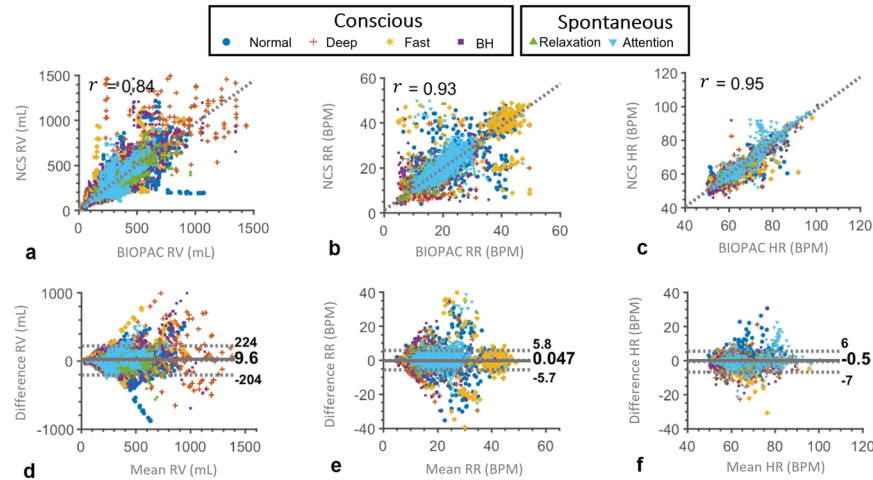 Conscious
Spontaneous
Normal
Deep
Fast
BH
Relaxation
Attention
r = 0.84
1500
1000
500
0
NCS RV (mL)
0
500
1000
1500
BIOPAC RV (mL)
a
r = 0.93
60
40
20
0
NCS RR (BPM)
0
20
40
60
BIOPAC RR (BPM)
b
r = 0.95
120
100
80
60
40
NCS HR (BPM)
40
60
80
100
120
BIOPAC HR (BPM)
c
1000
0
-1000
Difference RV (mL)
224
9.6
-204
0
500
1000
1500
Mean RV (mL)
d
40
20
0
-20
-40
Difference RR (BPM)
5.8
0.047
-5.7
0
20
40
60
Mean RR (BPM)
e
40
20
0
-20
-40
Difference HR (BPM)
6
-0.5
-7
40
60
80
100
120
Mean HR (BPM)
f